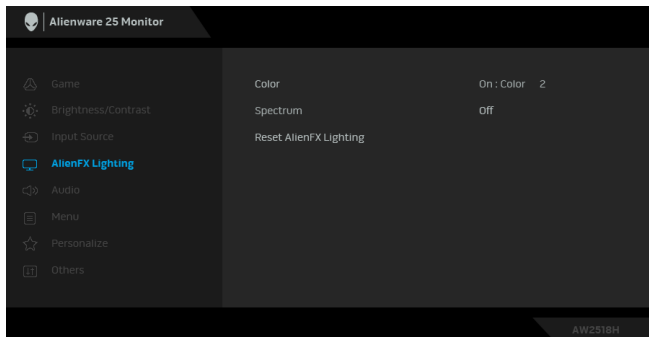 Alienware 25 Monitor
Game
Brightness/Contrast
Input Source
AlienFX Lighting
Audio
Menu
Personalize
Others
Color On : Color 2
Spectrum Off
Reset AlienFX Lighting
AW2518H